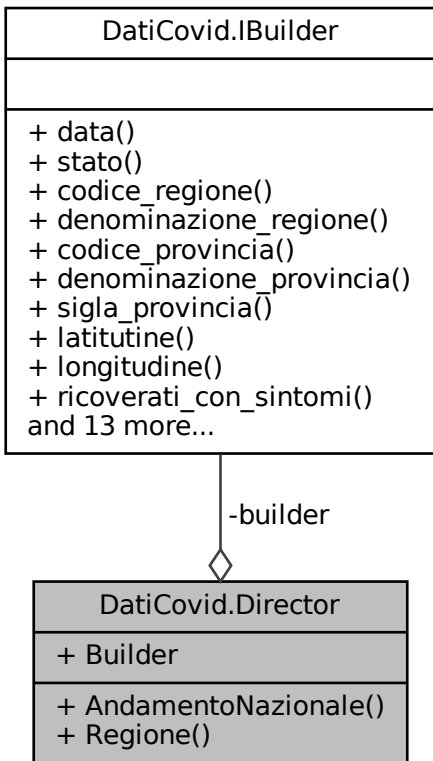 DatiCovid.IBuilder
+ data()
+ stato()
+ codice_regione()
+ denominazione_regione()
+ codice_provincia()
+ denominazione_provincia()
+ sigla_provincia()
+ latitutine()
+ longitudine()
+ ricoverati_con_sintomi()
and 13 more...
-builder
DatiCovid.Director
+ Builder
+ AndamentoNazionale()
+ Regione()